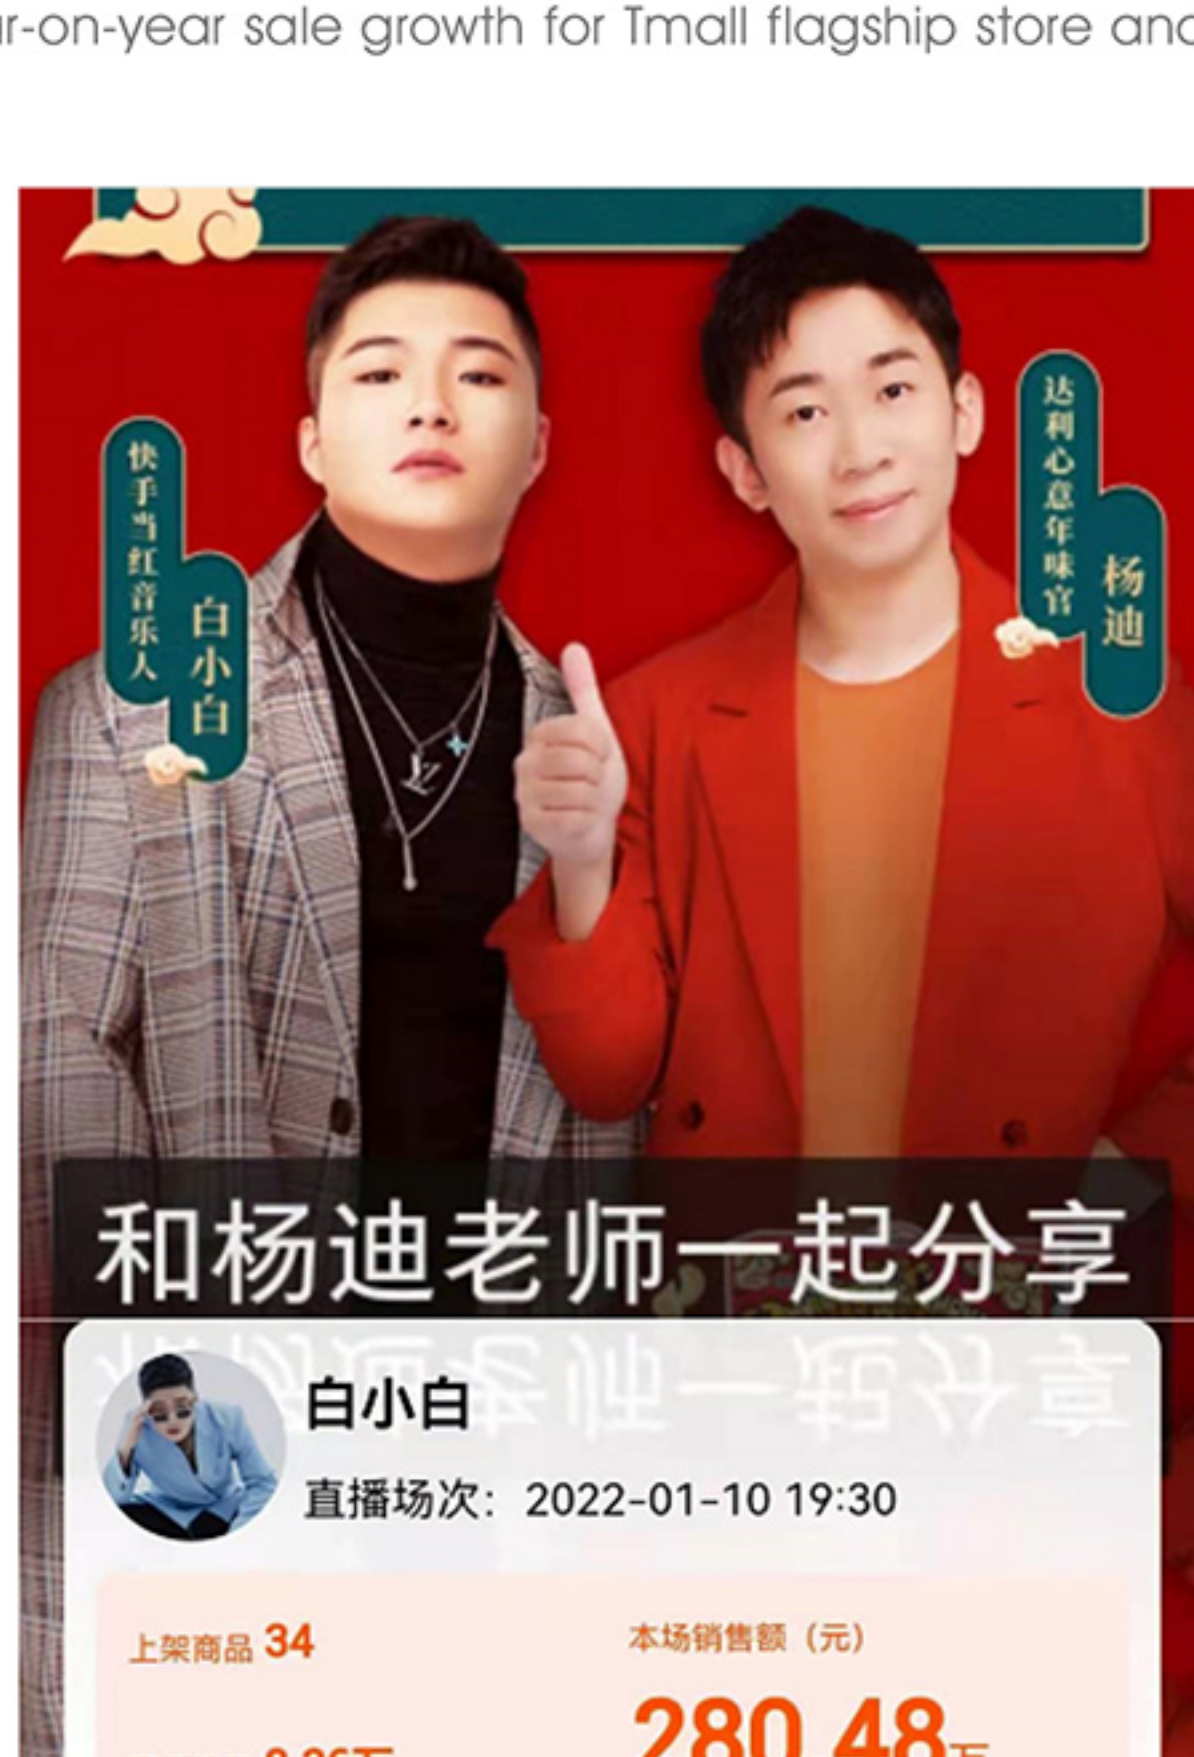 r-on-year sale growth for Tmall flagship store and
快手当红音乐人
白小白
达利心意年味官
杨迪
和杨迪老师一起分享
白小白
直播场次：2022-01-10 19:30
上架商品 34
本场销售额（元）
280.48万